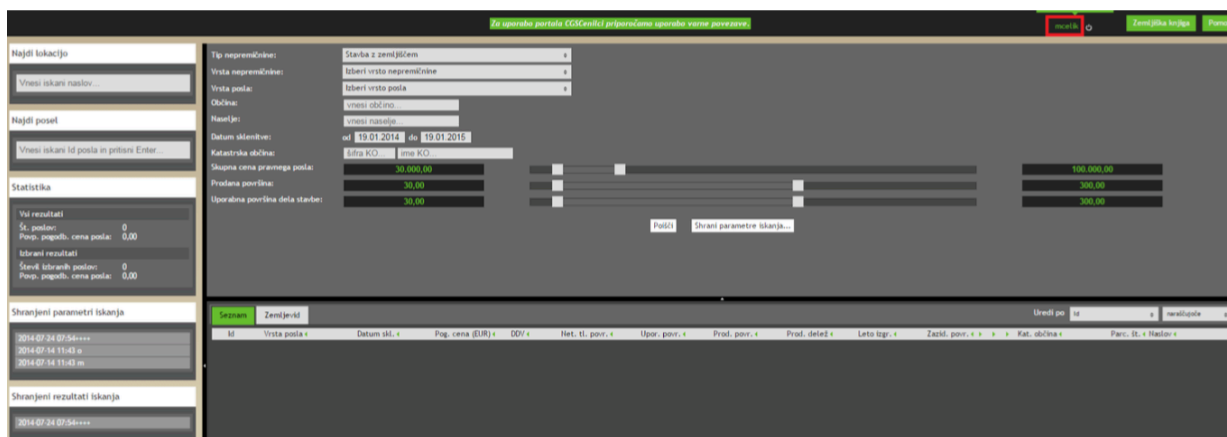 Za uporabo portala CGSCenilci priporočamo uporabo varne povezave.
mcetik
Zemljiška knjiga
Pomo
Najdi lokacijo
Vnesi iskani naslov...
Najdi posel
Vnesi iskani Id posla in pritisni Enter...
Statistika
Vsi rezultati
Št. poslov: 0
Povp. pogodb. cena posla: 0,00
Izbrani rezultati
Števil izbranih poslov: 0
Povp. pogodb. cena posla: 0,00
Shranjeni parametri iskanja
2014-07-24 07:54++++
2014-07-14 11:43 o
2014-07-14 11:43 m
Shranjeni rezultati iskanja
2014-07-24 07:54++++
Tip nepremičnine: Stavba z zemljiščem
Vrsta nepremičnine: Izberi vrsto nepremičnine
Vrsta posla: Izberi vrsto posla
Občina: vnesi občino...
Naselje: vnesi naselje...
Datum sklenitve: od 19.01.2014 do 19.01.2015
Katastrska občina: šifra KO... ime KO...
Skupna cena pravnega posla: 30.000,00 100.000,00
Prodana površina: 30,00 300,00
Uporabna površina dela stavbe: 30,00 300,00
Poišči Shrani parametre iskanja...
Seznam Zemljevid
Uredi po Id naraščujoče
Id Vrsta posla Datum skl. Pog. cena (EUR) DDV Net. tl. povr. Upor. povr. Prod. povr. Prod. delež Leto izgr. Zazid. povr. Kat. občina Parc. št. Naslov